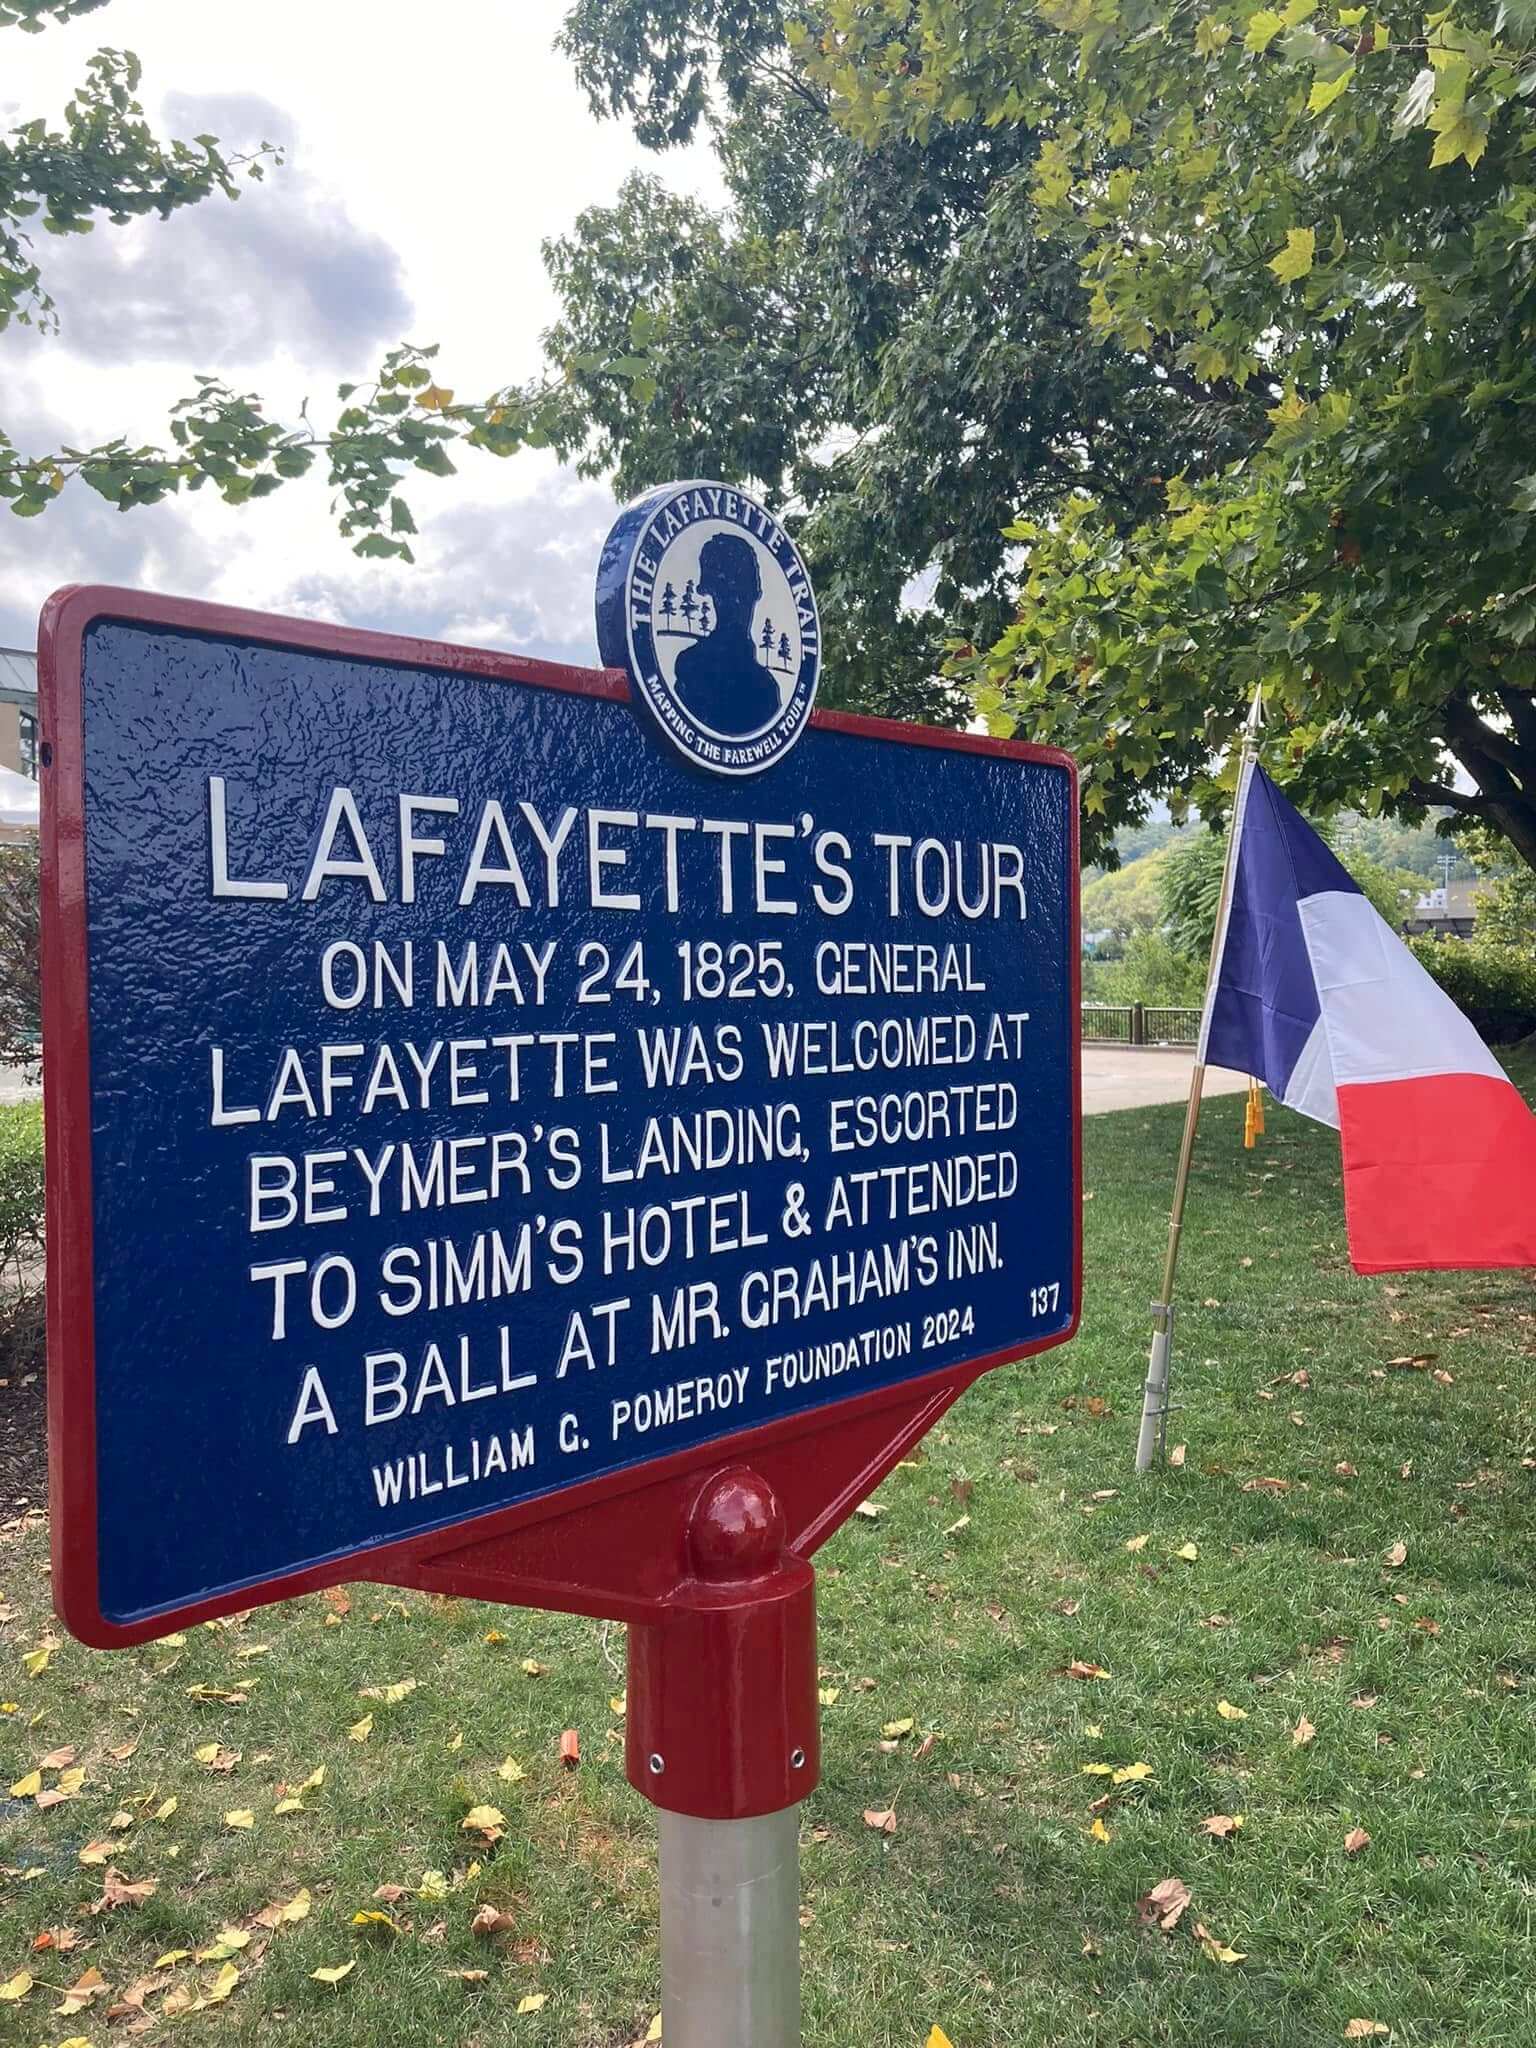 THE LAFAYETTE TRAIL
MAPPING THE FAREWELL TOUR ™
LAFAYETTE'S TOUR
ON MAY 24, 1825, GENERAL
LAFAYETTE WAS WELCOMED AT
BEYMER'S LANDING, ESCORTED
TO SIMM'S HOTEL & ATTENDED
A BALL AT MR. GRAHAM'S INN.
WILLIAM G. POMEROY FOUNDATION 2024 137